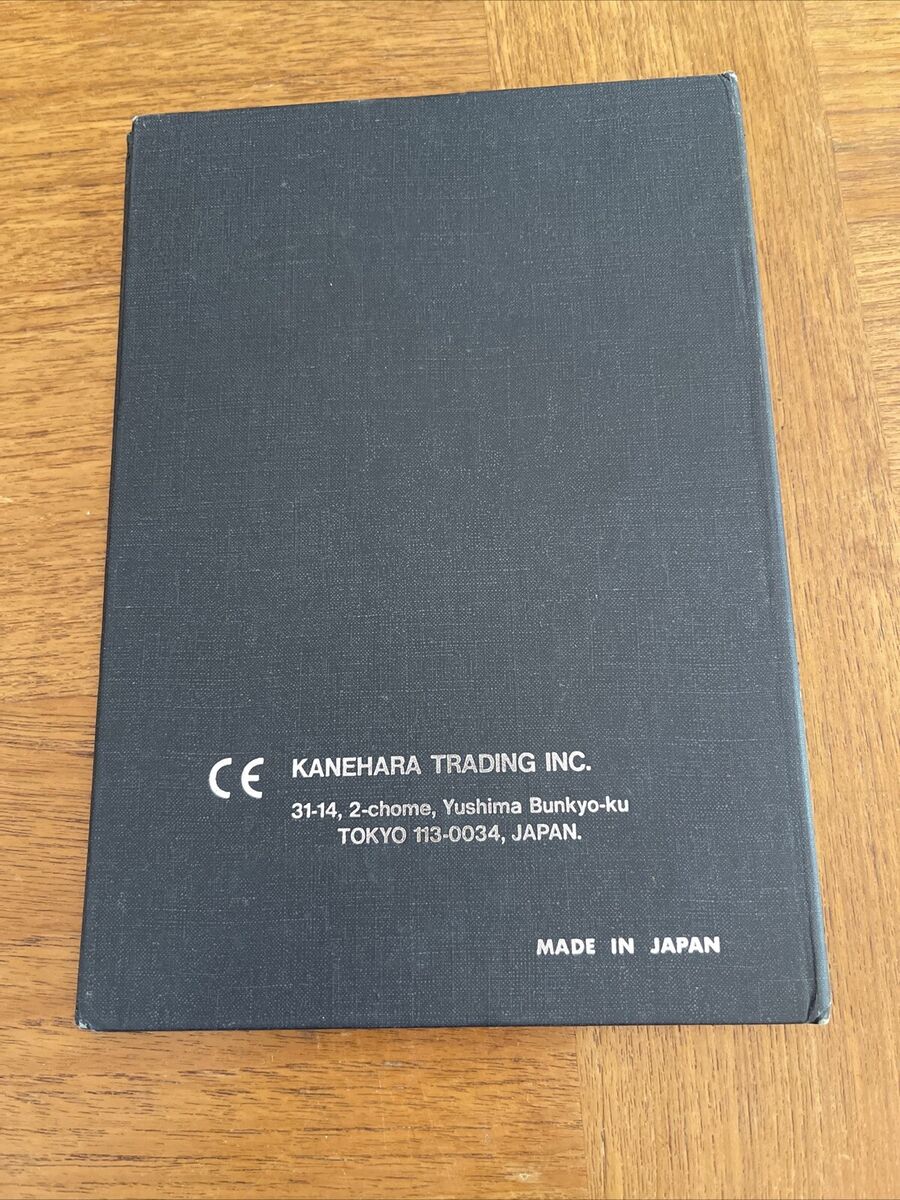 CE KANEHARA TRADING INC.
31-14, 2-chome, Yushima Bunkyo-ku
TOKYO 113-0034, JAPAN.
MADE IN JAPAN